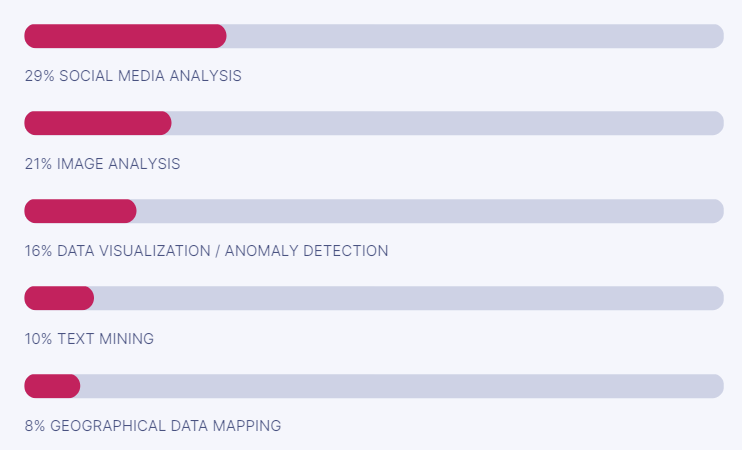 29% SOCIAL MEDIA ANALYSIS
21% IMAGE ANALYSIS
16% DATA VISUALIZATION / ANOMALY DETECTION
10% TEXT MINING
8% GEOGRAPHICAL DATA MAPPING